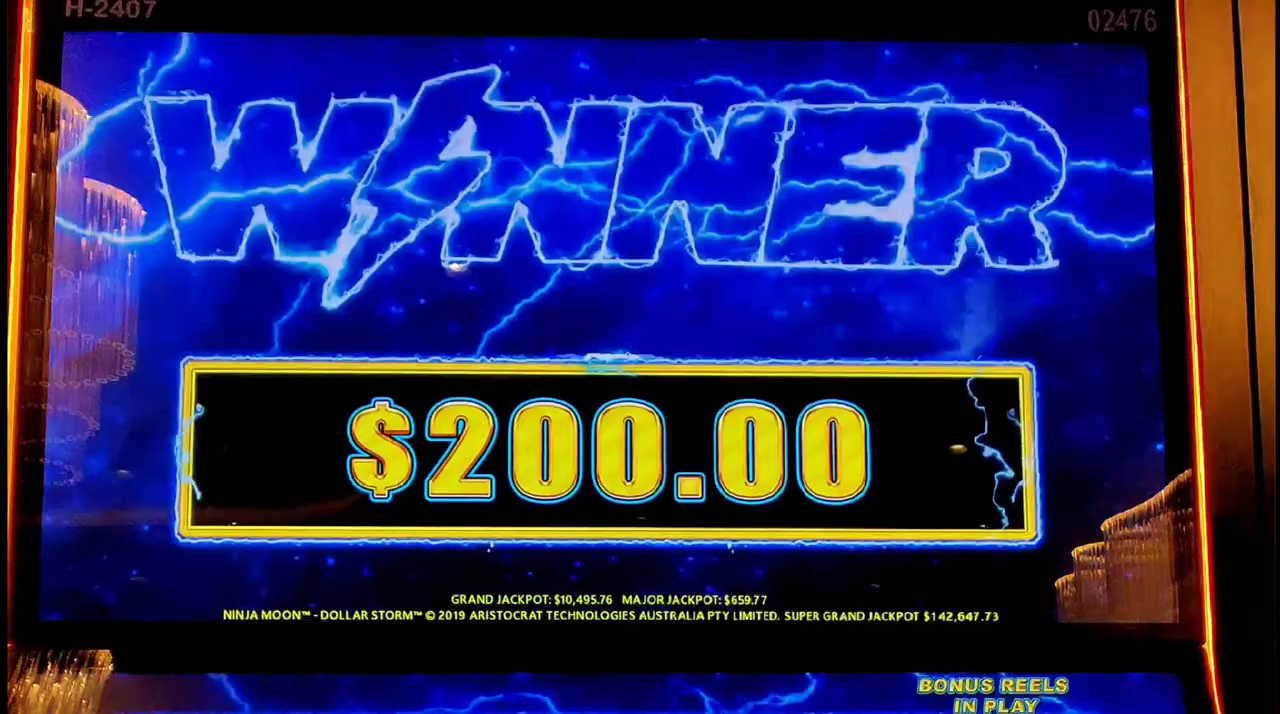 H-2407
02476
WINNER
$200.00
GRAND JACKPOT: $10,495.76 MAJOR JACKPOT: $659.77
NINJA MOON™ - DOLLAR STORM™ © 2019 ARISTOCRAT TECHNOLOGIES AUSTRALIA PTY LIMITED. SUPER GRAND JACKPOT $142,647.73
BONUS REELS
IN PLAY